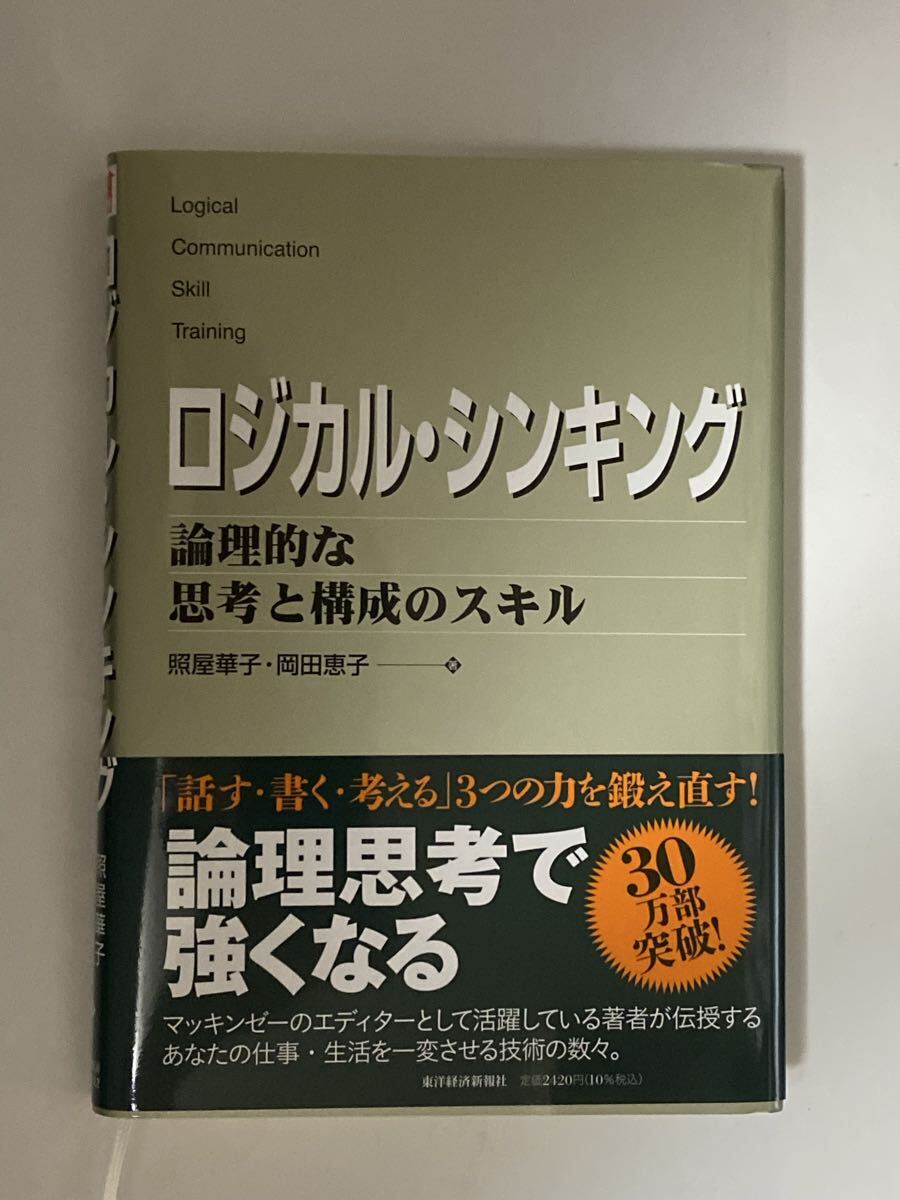 Logical
Communication
Skill
Training
ロジカル・シンキング
論理的な
思考と構成のスキル
照屋華子・岡田恵子 著
「話す・書く・考える」3つの力を鍛え直す!
論理思考で
強くなる
30
万部
突破!
マッキンゼーのエディターとして活躍している著者が伝授する
あなたの仕事・生活を一変させる技術の数々。
東洋経済新報社 定価2420円(10%税込)
ロジカル・シンキング
照屋華子